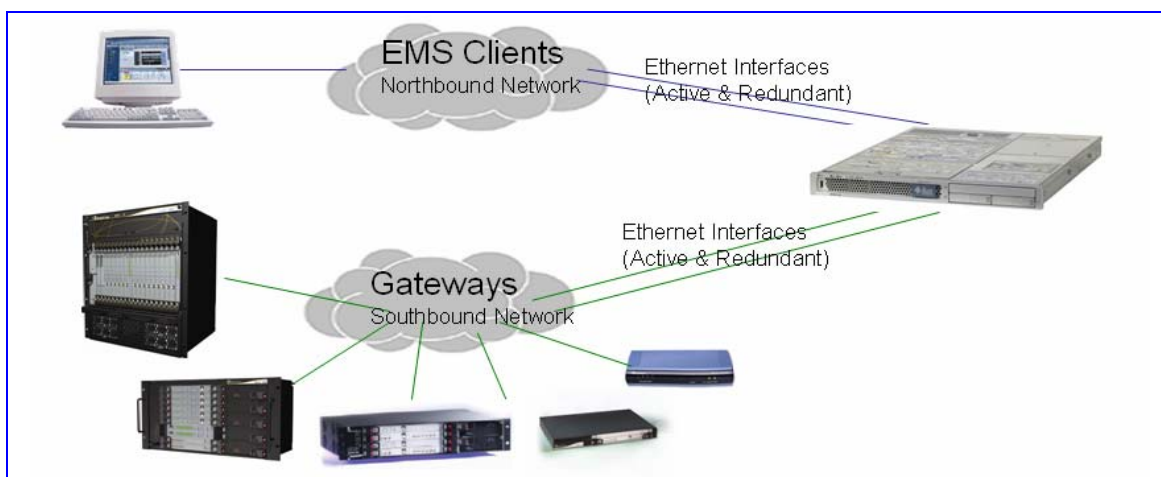 EMS Clients
Northbound Network
Ethernet Interfaces
(Active & Redundant)
Ethernet Interfaces
(Active & Redundant)
Gateways
Southbound Network